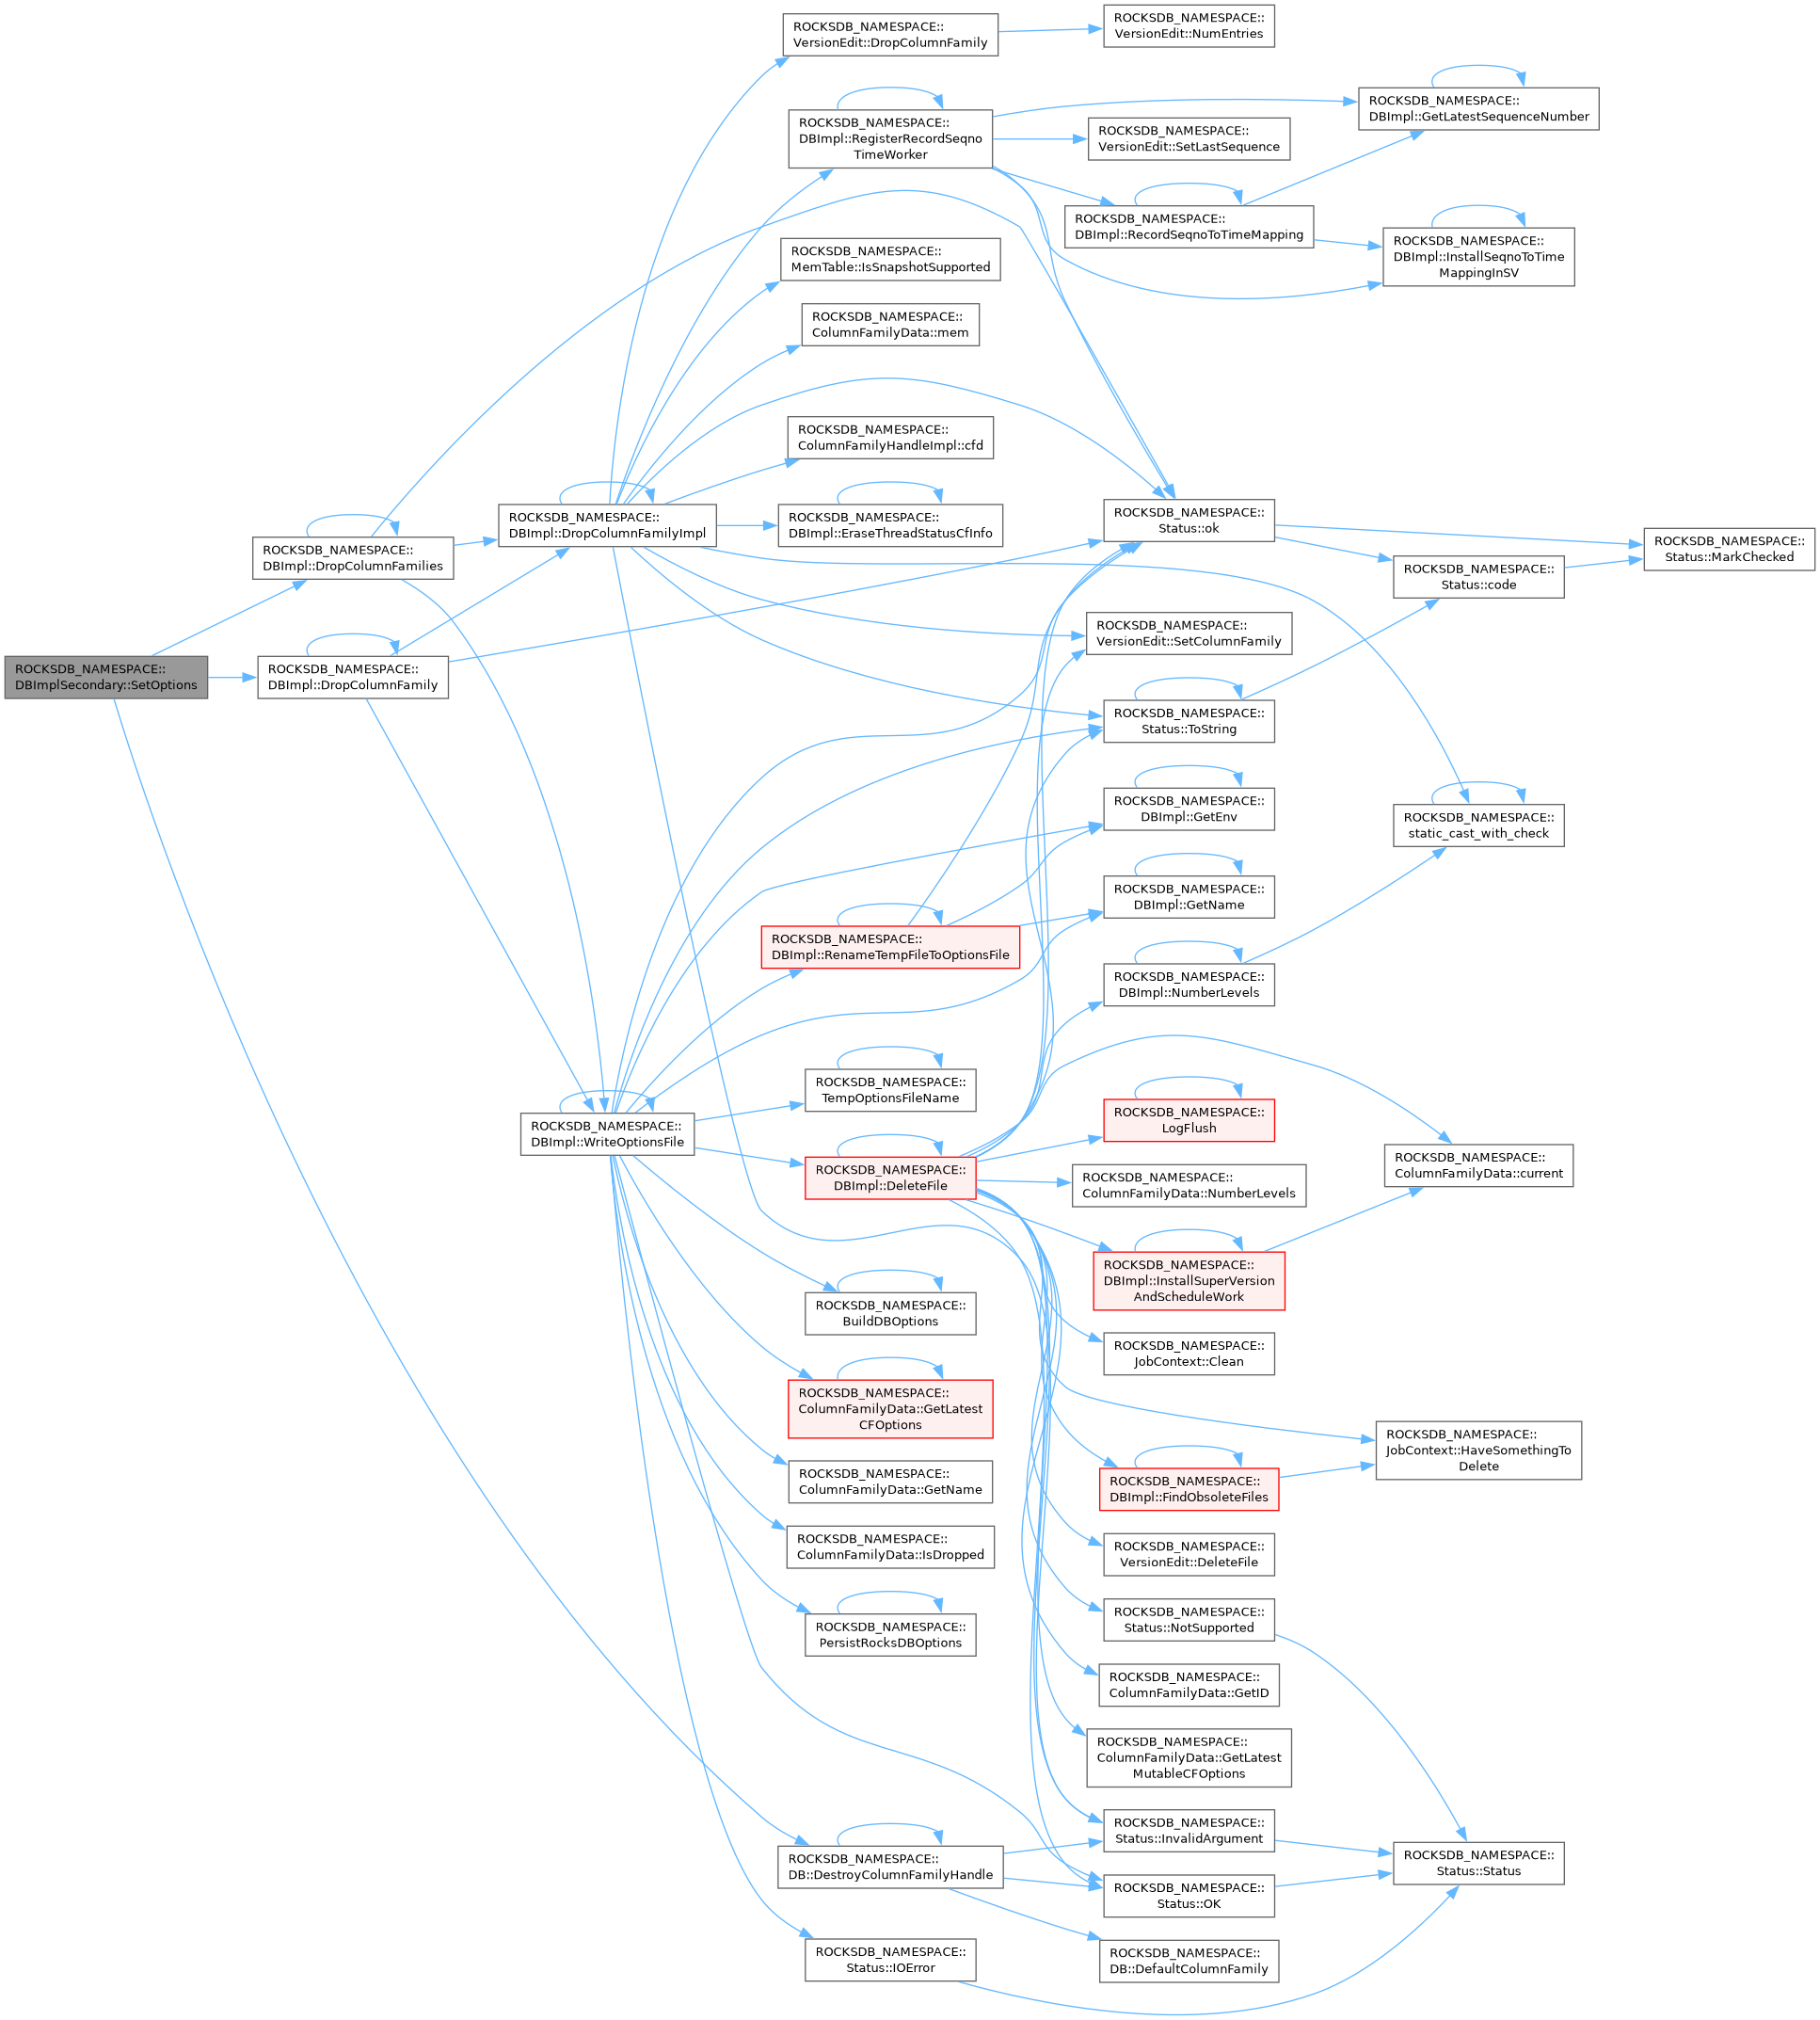 ROCKSDB_NAMESPACE::
DBImplSecondary::SetOptions
ROCKSDB_NAMESPACE::
DBImpl::DropColumnFamilies
ROCKSDB_NAMESPACE::
DBImpl::DropColumnFamily
ROCKSDB_NAMESPACE::
DBImpl::DropColumnFamilyImpl
ROCKSDB_NAMESPACE::
DBImpl::WriteOptionsFile
ROCKSDB_NAMESPACE::
VersionEdit::DropColumnFamily
ROCKSDB_NAMESPACE::
DBImpl::RegisterRecordSeqno
TimeWorker
ROCKSDB_NAMESPACE::
MemTable::IsSnapshotSupported
ROCKSDB_NAMESPACE::
ColumnFamilyData::mem
ROCKSDB_NAMESPACE::
ColumnFamilyHandleImpl::cfd
ROCKSDB_NAMESPACE::
DBImpl::EraseThreadStatusCfInfo
ROCKSDB_NAMESPACE::
DBImpl::RenameTempFileToOptionsFile
ROCKSDB_NAMESPACE::
TempOptionsFileName
ROCKSDB_NAMESPACE::
DBImpl::DeleteFile
ROCKSDB_NAMESPACE::
BuildDBOptions
ROCKSDB_NAMESPACE::
ColumnFamilyData::GetLatest
CFOptions
ROCKSDB_NAMESPACE::
ColumnFamilyData::GetName
ROCKSDB_NAMESPACE::
ColumnFamilyData::IsDropped
ROCKSDB_NAMESPACE::
PersistRocksDBOptions
ROCKSDB_NAMESPACE::
DB::DestroyColumnFamilyHandle
ROCKSDB_NAMESPACE::
Status::IOError
ROCKSDB_NAMESPACE::
VersionEdit::NumEntries
ROCKSDB_NAMESPACE::
VersionEdit::SetLastSequence
ROCKSDB_NAMESPACE::
DBImpl::RecordSeqnoToTimeMapping
ROCKSDB_NAMESPACE::
Status::ok
ROCKSDB_NAMESPACE::
VersionEdit::SetColumnFamily
ROCKSDB_NAMESPACE::
Status::ToString
ROCKSDB_NAMESPACE::
DBImpl::GetEnv
ROCKSDB_NAMESPACE::
DBImpl::GetName
ROCKSDB_NAMESPACE::
DBImpl::NumberLevels
ROCKSDB_NAMESPACE::
LogFlush
ROCKSDB_NAMESPACE::
ColumnFamilyData::NumberLevels
ROCKSDB_NAMESPACE::
DBImpl::InstallSuperVersion
AndScheduleWork
ROCKSDB_NAMESPACE::
JobContext::Clean
ROCKSDB_NAMESPACE::
DBImpl::FindObsoleteFiles
ROCKSDB_NAMESPACE::
VersionEdit::DeleteFile
ROCKSDB_NAMESPACE::
Status::NotSupported
ROCKSDB_NAMESPACE::
ColumnFamilyData::GetID
ROCKSDB_NAMESPACE::
ColumnFamilyData::GetLatest
MutableCFOptions
ROCKSDB_NAMESPACE::
Status::InvalidArgument
ROCKSDB_NAMESPACE::
Status::OK
ROCKSDB_NAMESPACE::
DB::DefaultColumnFamily
ROCKSDB_NAMESPACE::
DBImpl::GetLatestSequenceNumber
ROCKSDB_NAMESPACE::
DBImpl::InstallSeqnoToTime
MappingInSV
ROCKSDB_NAMESPACE::
Status::code
ROCKSDB_NAMESPACE::
static_cast_with_check
ROCKSDB_NAMESPACE::
ColumnFamilyData::current
ROCKSDB_NAMESPACE::
JobContext::HaveSomethingTo
Delete
ROCKSDB_NAMESPACE::
Status::Status
ROCKSDB_NAMESPACE::
Status::MarkChecked